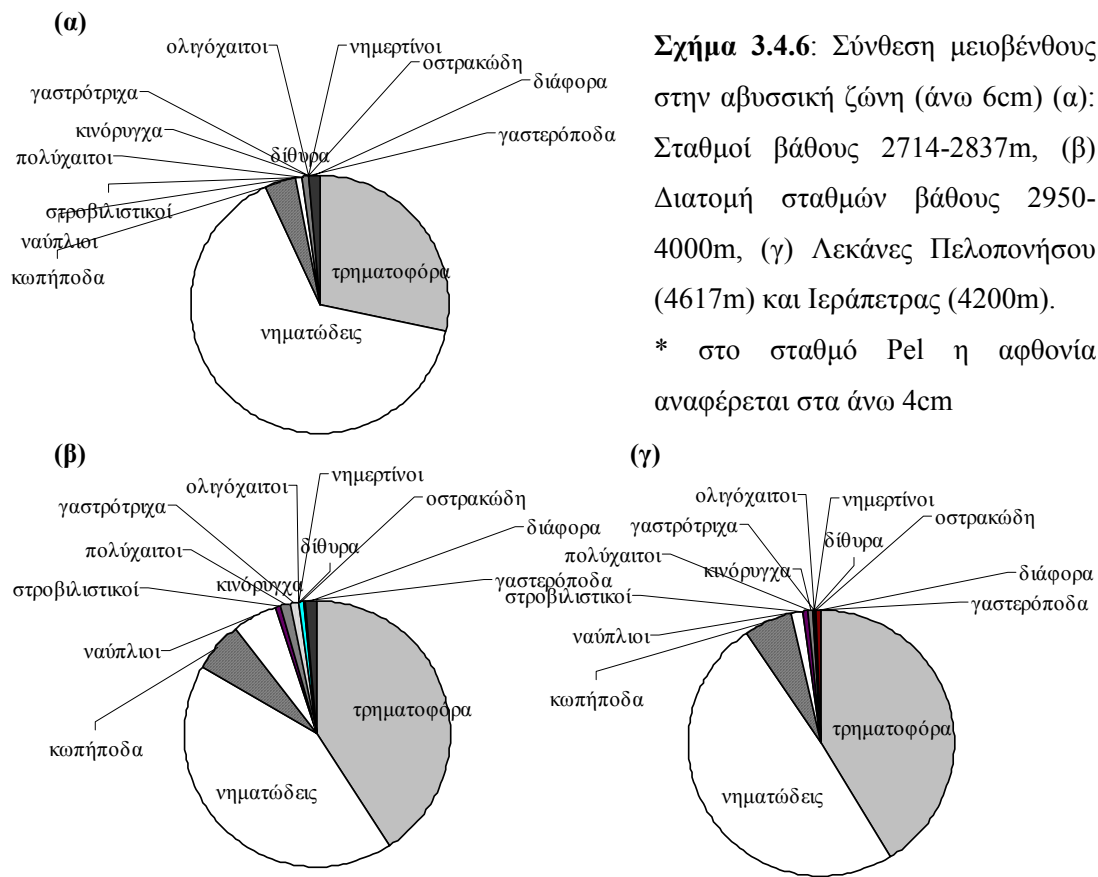 (α)
ολιγόχαιτοι
νημερτίνοι
οστρακώδη
γαστρότριχα
διάφορα
κινόρυγχα
γαστερόποδα
δίθυρα
πολύχαιτοι
στροβιλιστικοί
ναύπλιοι
κωπήποδα
τρηματοφόρα
νηματώδεις
Σχήμα 3.4.6: Σύνθεση μειοβένθους
στην αβυσσική ζώνη (άνω 6cm) (α):
Σταθμοί βάθους 2714-2837m, (β)
Διατομή σταθμών βάθους 2950-
4000m, (γ) Λεκάνες Πελοπονήσου
(4617m) και Ιεράπετρας (4200m).
* στο σταθμό Pel η αφθονία
αναφέρεται στα άνω 4cm
(β)
νημερτίνοι
ολιγόχαιτοι
οστρακώδη
γαστρότριχα
διάφορα
δίθυρα
πολύχαιτοι
κινόρυγχα
γαστερόποδα
στροβιλιστικοί
ναύπλιοι
κωπήποδα
τρηματοφόρα
νηματώδεις
(γ)
ολιγόχαιτοι
νημερτίνοι
οστρακώδη
γαστρότριχα
δίθυρα
πολύχαιτοι
κινόρυγχα
διάφορα
στροβιλιστικοί
γαστερόποδα
ναύπλιοι
κωπήποδα
τρηματοφόρα
νηματώδεις